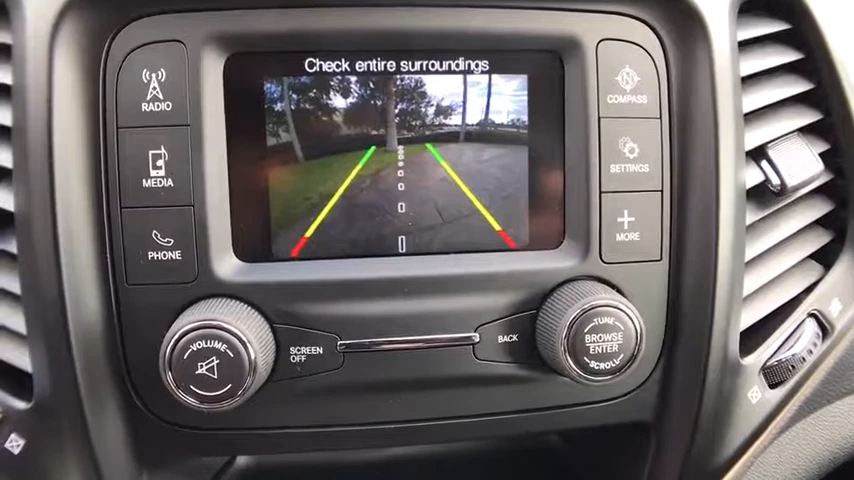 Check entire surroundings
RADIO
COMPASS
MEDIA
SETTINGS
PHONE
MORE
VOLUME
SCREEN
OFF
BACK
TUNE
BROWSE
ENTER
SCROLL